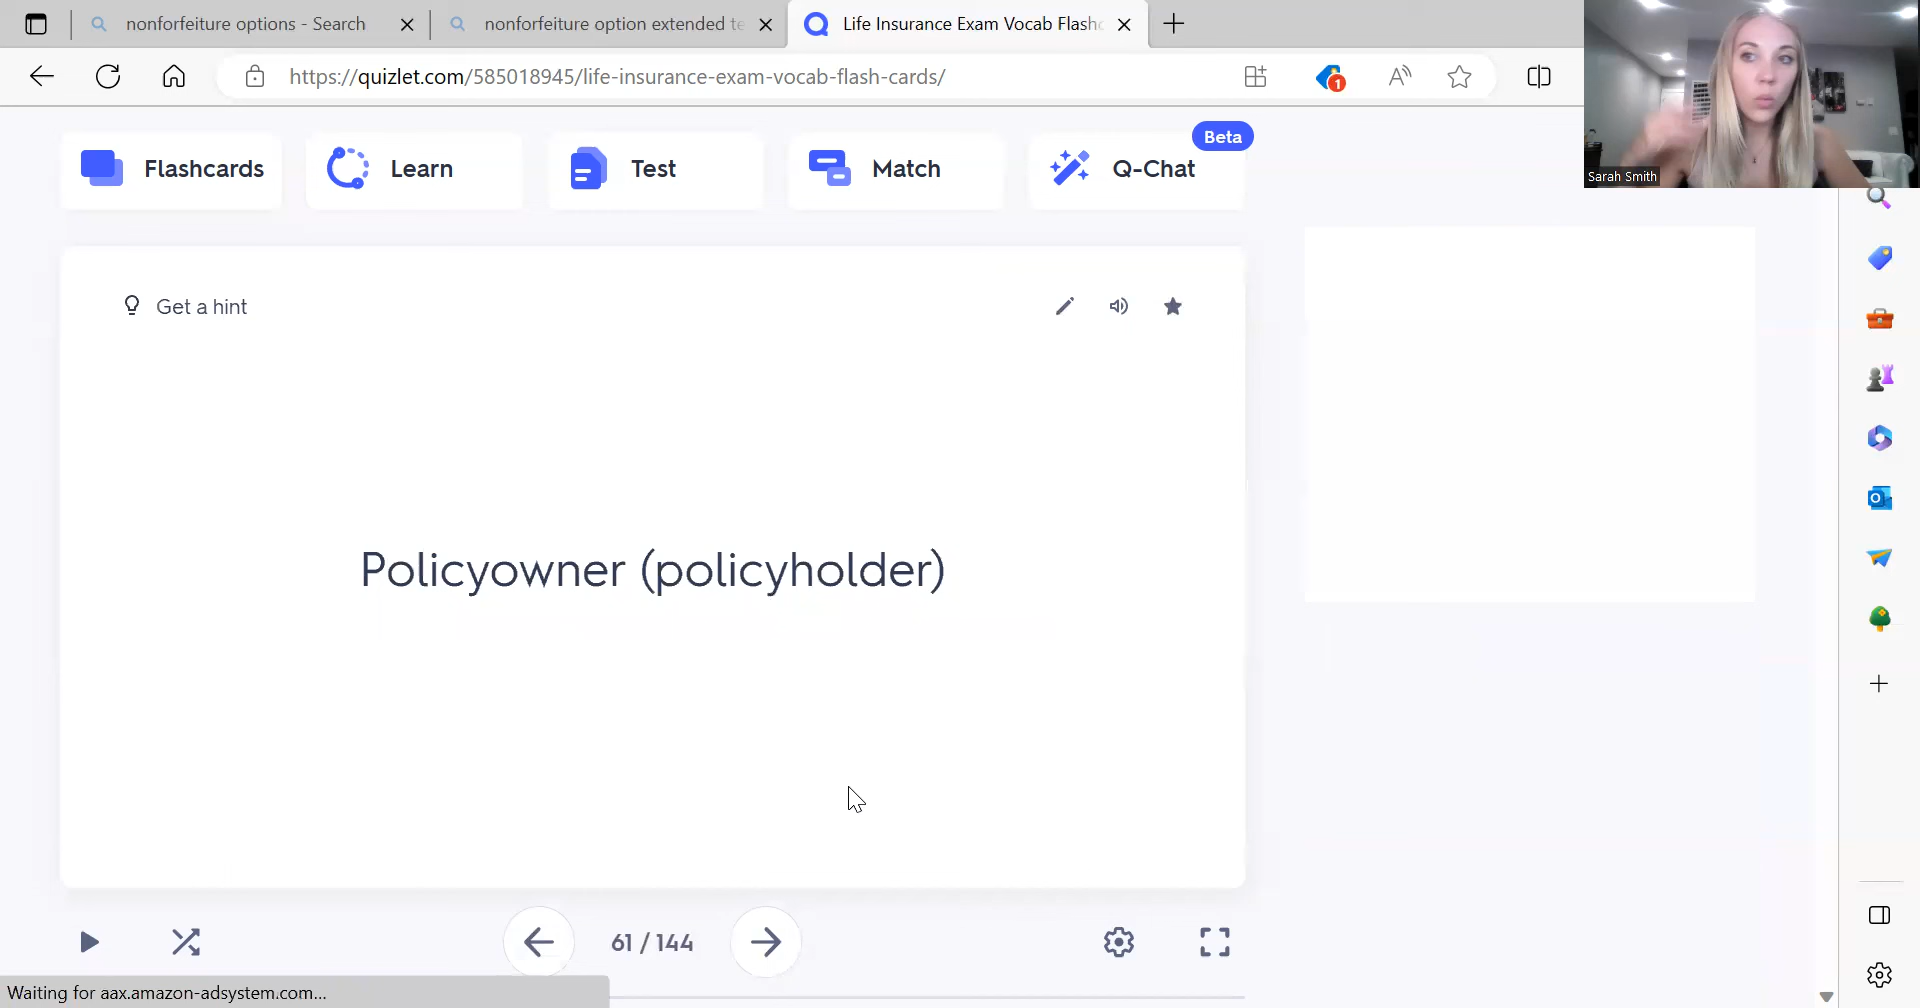 nonforfeiture options - Search
nonforfeiture option extended te
Life Insurance Exam Vocab Flashc
https://quizlet.com/585018945/life-insurance-exam-vocab-flash-cards/
1
Sarah Smith
Beta
Flashcards
Learn
Test
Match
Q-Chat
Get a hint
Policyowner (policyholder)
61 / 144
Waiting for aax.amazon-adsystem.com...